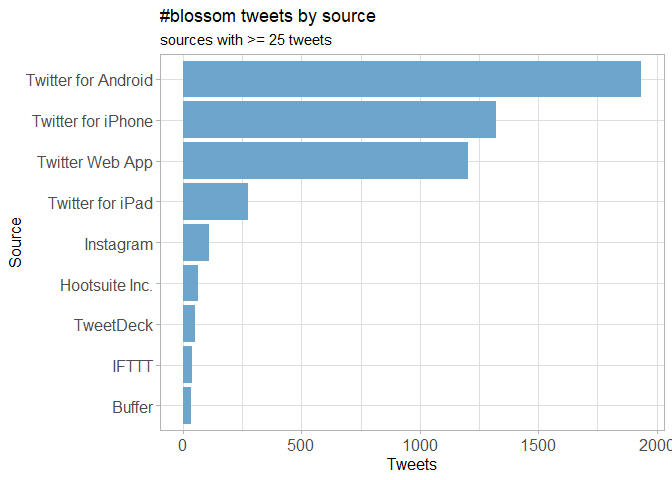 #blossom tweets by source
sources with >= 25 tweets
Source
Twitter for Android
Twitter for iPhone
Twitter Web App
Twitter for iPad
Instagram
Hootsuite Inc.
TweetDeck
IFTTT
Buffer
0 500 1000 1500 2000
Tweets